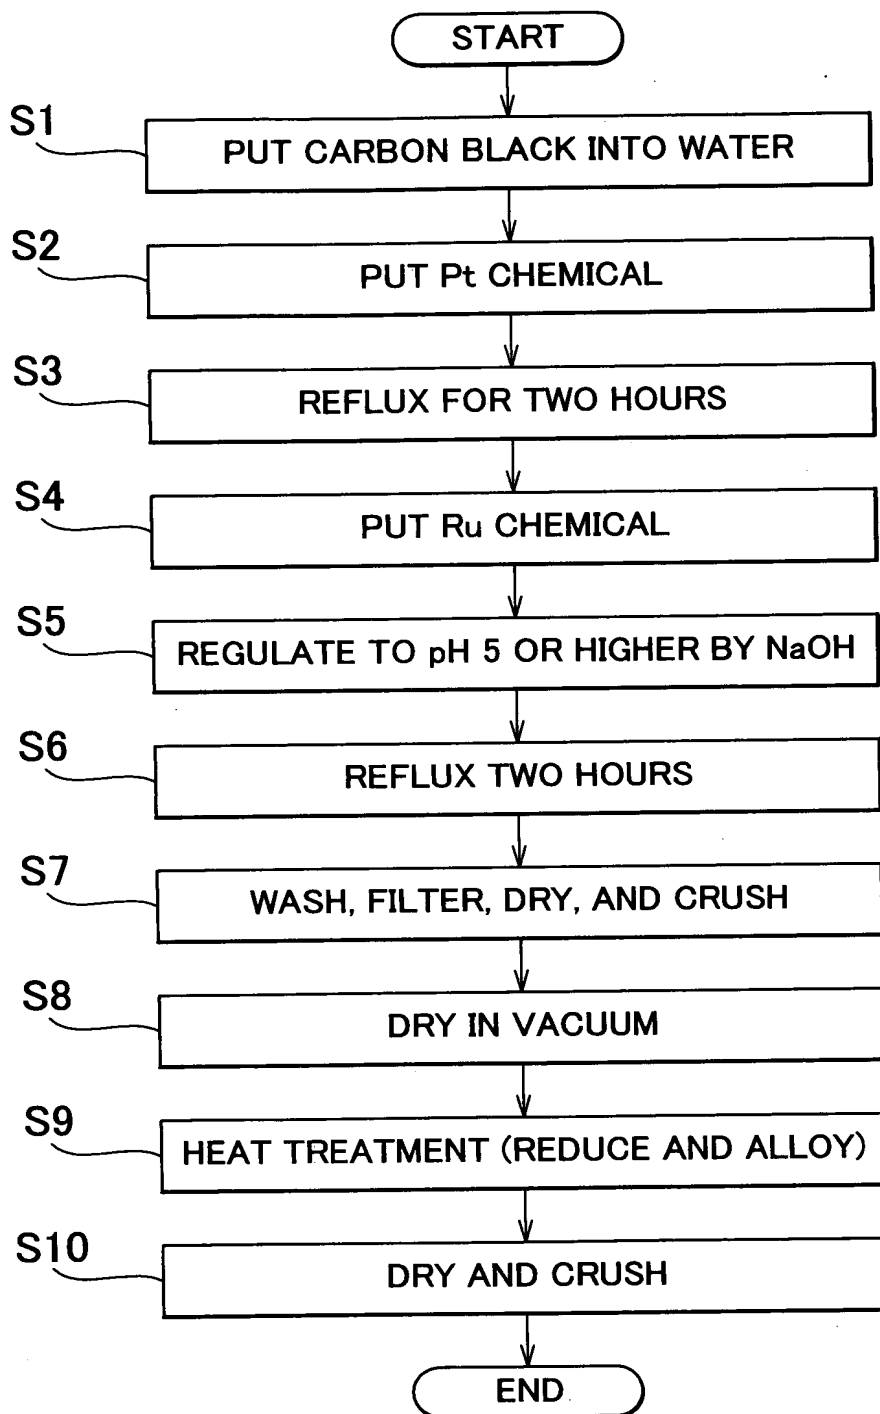 START
S1
PUT CARBON BLACK INTO WATER
S2
PUT Pt CHEMICAL
S3
REFLUX FOR TWO HOURS
S4
PUT Ru CHEMICAL
S5
REGULATE TO pH 5 OR HIGHER BY NaOH
S6
REFLUX TWO HOURS
S7
WASH, FILTER, DRY, AND CRUSH
S8
DRY IN VACUUM
S9
HEAT TREATMENT (REDUCE AND ALLOY)
S10
DRY AND CRUSH
END